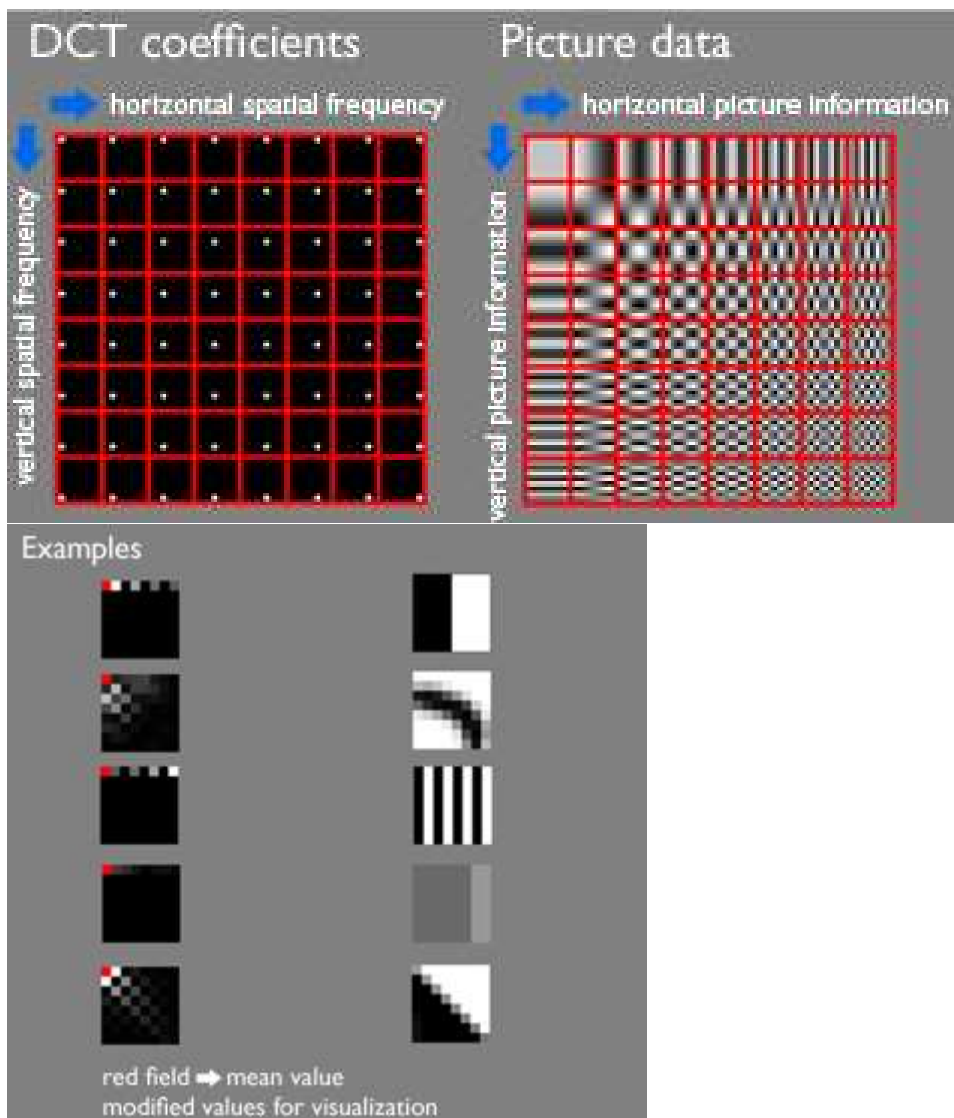 DCT coefficients
horizontal spatial frequency
vertical spatial frequency
Picture data
horizontal picture information
vertical picture information
Examples
red field ➡ mean value
modified values for visualization